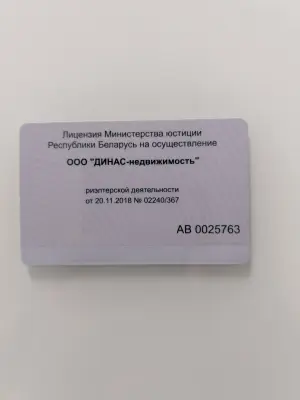 Лицензия Министерства юстиции
Республики Беларусь на осуществление
ООО "ДИНАС-недвижимость"
риэлтерской деятельности
от 20.11.2018 № 02240/367
АВ 0025763